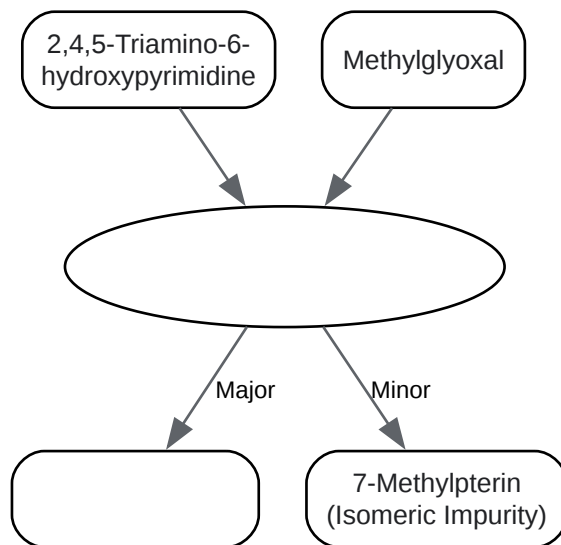 2,4,5-Triamino-6-
hydroxypyrimidine
Methylglyoxal
Major
Minor
7-Methylpterin
(Isomeric Impurity)